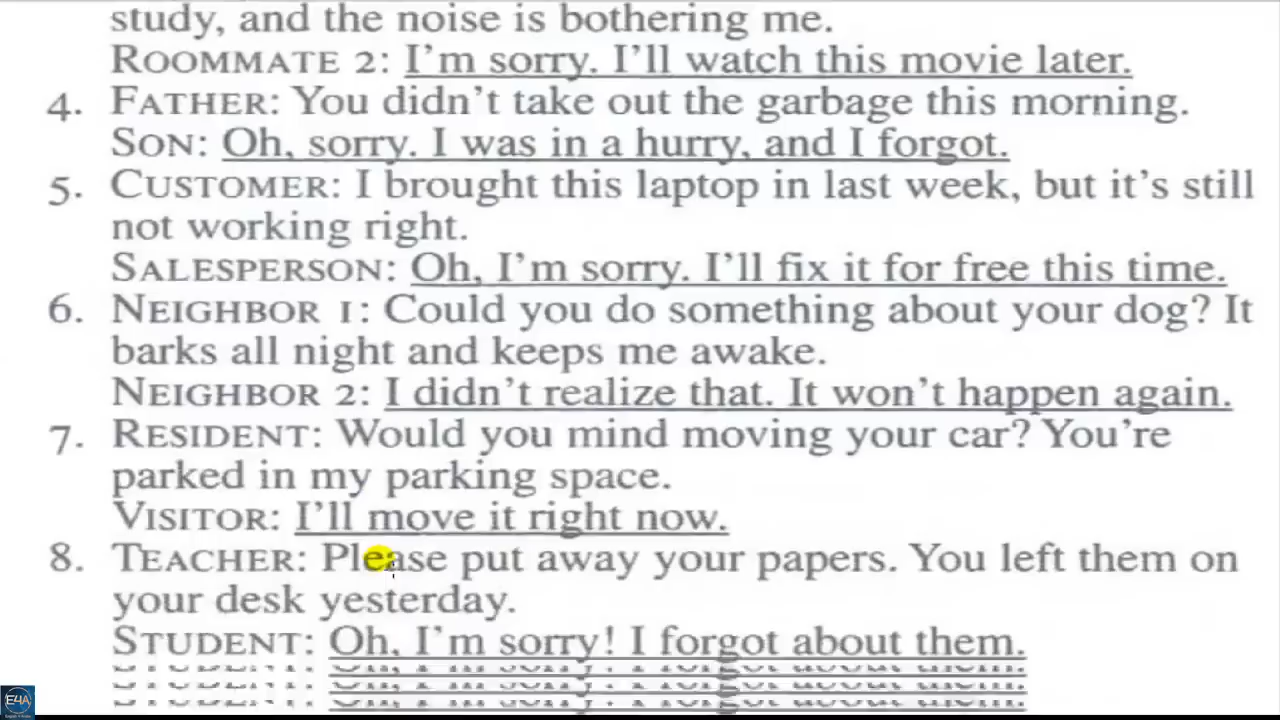 study, and the noise is bothering me.
ROOMMATE 2: I'm sorry. I'll watch this movie later.
4. FATHER: You didn't take out the garbage this morning.
SON: Oh, sorry. I was in a hurry, and I forgot.
5. CUSTOMER: I brought this laptop in last week, but it's still
not working right.
SALESPERSON: Oh, I'm sorry. I'll fix it for free this time.
6. NEIGHBOR 1: Could you do something about your dog? It
barks all night and keeps me awake.
NEIGHBOR 2: I didn't realize that. It won't happen again.
7. RESIDENT: Would you mind moving your car? You're
parked in my parking space.
VISITOR: I'll move it right now.
8. TEACHER: Please put away your papers. You left them on
your desk yesterday.
STUDENT: Oh, I'm sorry! I forgot about them.
E4A